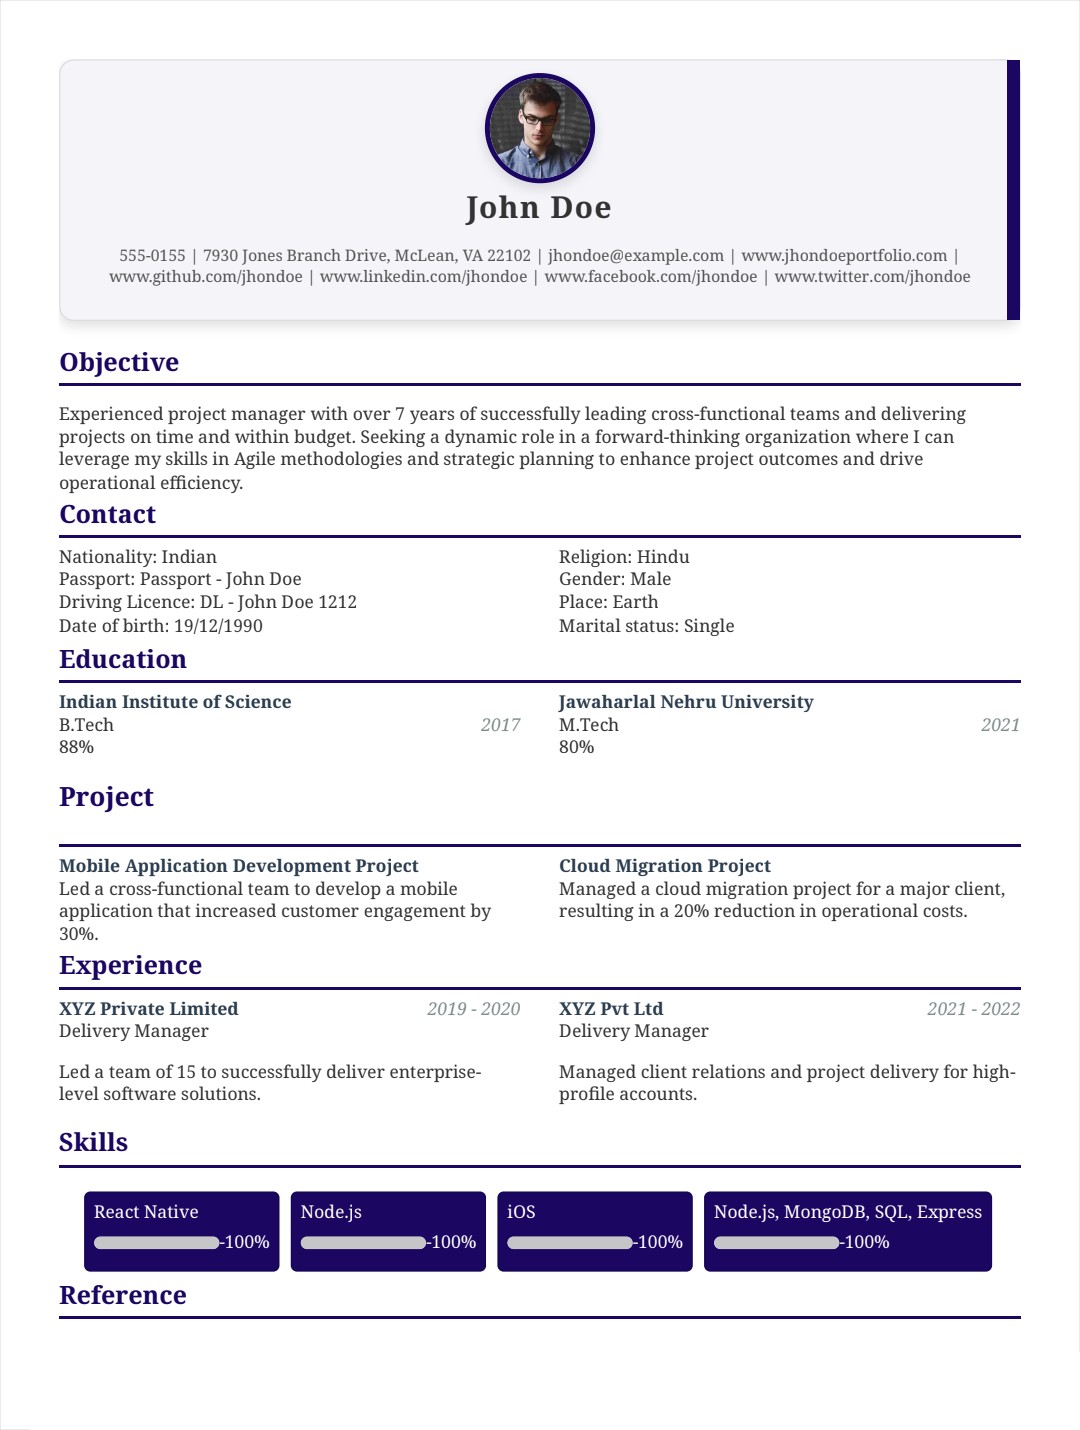 John Doe
555-0155 | 7930 Jones Branch Drive, McLean, VA 22102 | jhondoe@example.com | www.jhondoeportfolio.com |
www.github.com/jhondoe | www.linkedin.com/jhondoe | www.facebook.com/jhondoe | www.twitter.com/jhondoe
Objective
Experienced project manager with over 7 years of successfully leading cross-functional teams and delivering
projects on time and within budget. Seeking a dynamic role in a forward-thinking organization where I can
leverage my skills in Agile methodologies and strategic planning to enhance project outcomes and drive
operational efficiency.
Contact
Nationality: Indian
Passport: Passport - John Doe
Driving Licence: DL - John Doe 1212
Date of birth: 19/12/1990
Religion: Hindu
Gender: Male
Place: Earth
Marital status: Single
Education
Indian Institute of Science
B.Tech 2017
88%
Jawaharlal Nehru University
M.Tech 2021
80%
Project
Mobile Application Development Project
Led a cross-functional team to develop a mobile
application that increased customer engagement by
30%.
Cloud Migration Project
Managed a cloud migration project for a major client,
resulting in a 20% reduction in operational costs.
Experience
XYZ Private Limited 2019 - 2020
Delivery Manager
Led a team of 15 to successfully deliver enterprise-
level software solutions.
XYZ Pvt Ltd 2021 - 2022
Delivery Manager
Managed client relations and project delivery for high-
profile accounts.
Skills
React Native
-100%
Node.js
-100%
iOS
-100%
Node.js, MongoDB, SQL, Express
-100%
Reference